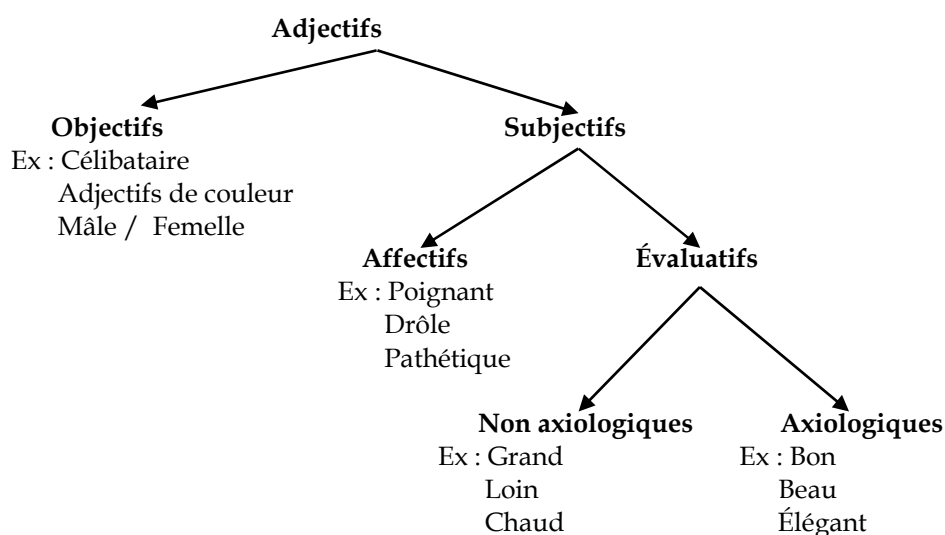 Adjectifs
Objectifs
Ex : Célibataire
Adjectifs de couleur
Mâle / Femelle
Subjectifs
Affectifs
Ex : Poignant
Drôle
Pathétique
Évaluatifs
Non axiologiques
Ex : Grand
Loin
Chaud
Axiologiques
Ex : Bon
Beau
Élégant